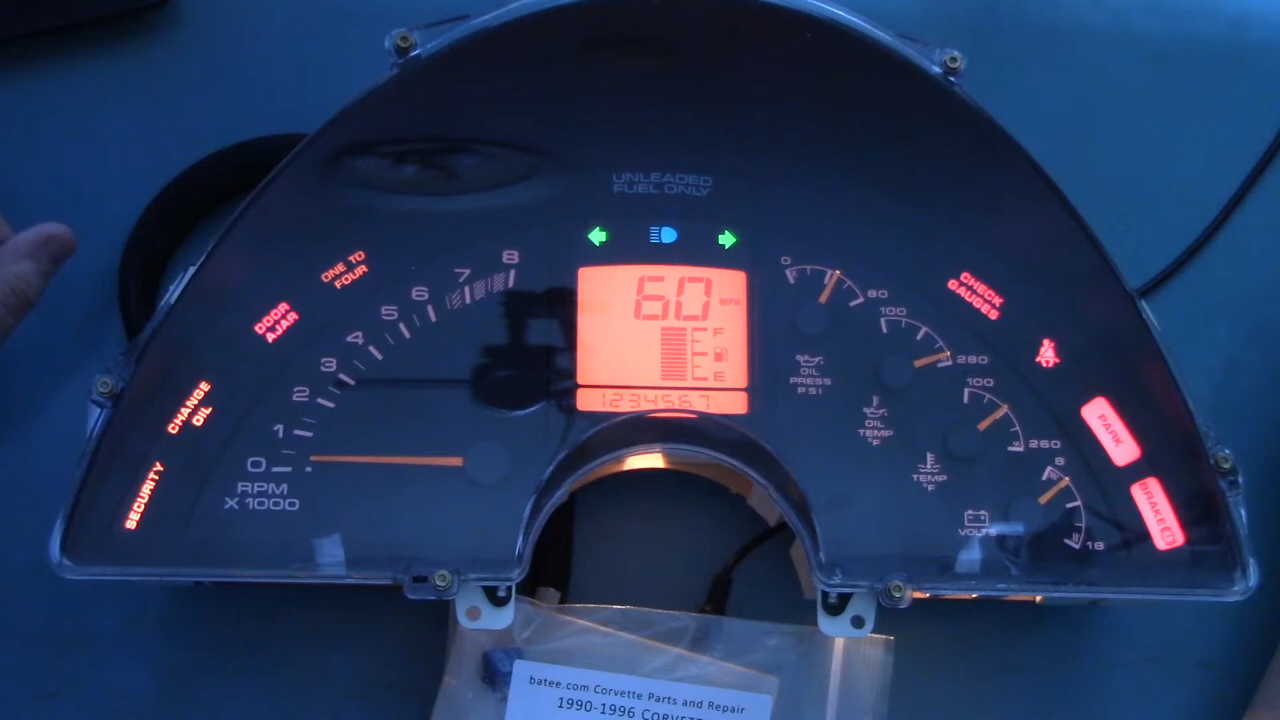 UNLEADED
FUEL ONLY
ONE TO
FOUR
DOOR
AJAR
CHANGE
OIL
SECURITY
0
1
2
3
4
5
6
7
8
RPM
X 1000
60 MPH
F
E
1234567
0
80
OIL
PRESS
PSI
100
280
OIL
TEMP
°F
100
260
TEMP
°F
8
18
VOLTS
CHECK
GAUGES
PARK
BRAKE
batee.com Corvette Parts and Repair
1990-1996 CORVETT